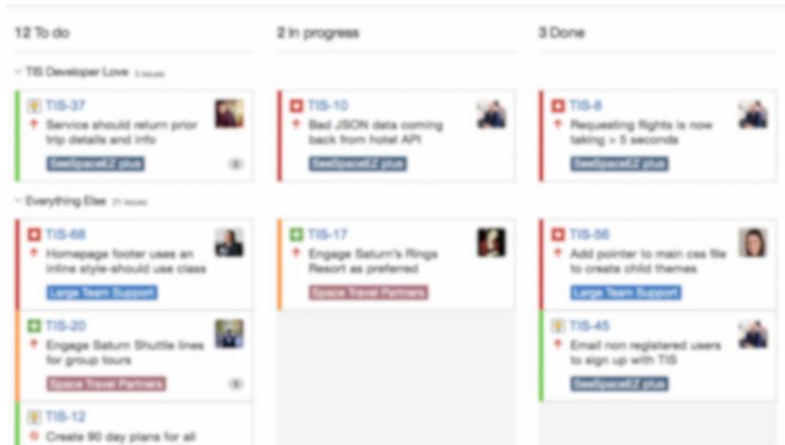 12 To do
2 In progress
3 Done
TIS Developer Love 3 issues
TIS-37
Service should return prior
trip details and info
SeeSpaceEZ plus
TIS-10
Bad JSON data coming
back from hotel API
SeeSpaceEZ plus
TIS-8
Requesting flights is now
taking > 5 seconds
SeeSpaceEZ plus
Everything Else 21 issues
TIS-68
Homepage footer uses an
inline style-should use class
Large Team Support
TIS-17
Engage Saturn's Rings
Resort as preferred
Space Travel Partners
TIS-56
Add pointer to main css file
to create child themes
Large Team Support
TIS-20
Engage Saturn Shuttle lines
for group tours
Space Travel Partners
TIS-45
Email non registered users
to sign up with TIS
SeeSpaceEZ plus
TIS-12
Create 90 day plans for all